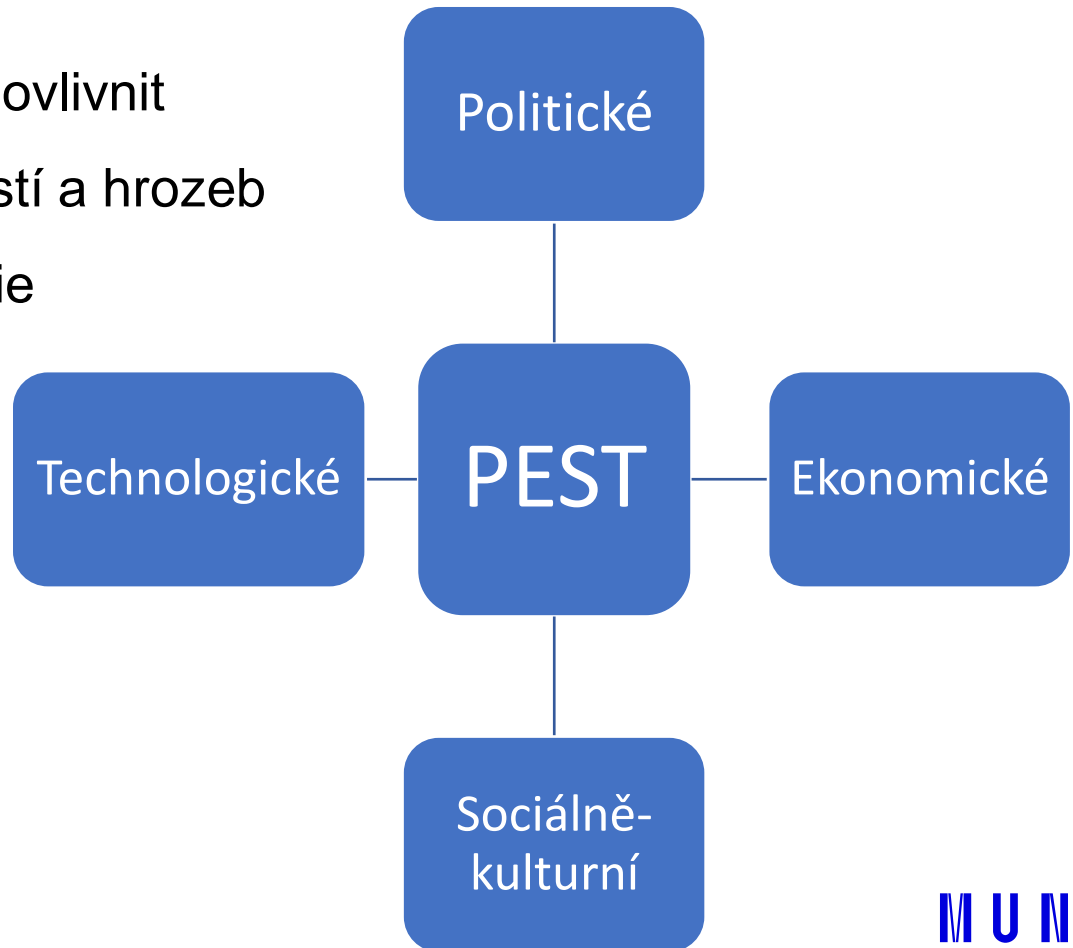 ovlivnit
stí a hrozeb
ie
Politické
Technologické
PEST
Ekonomické
Sociálně-
kulturní
MUN